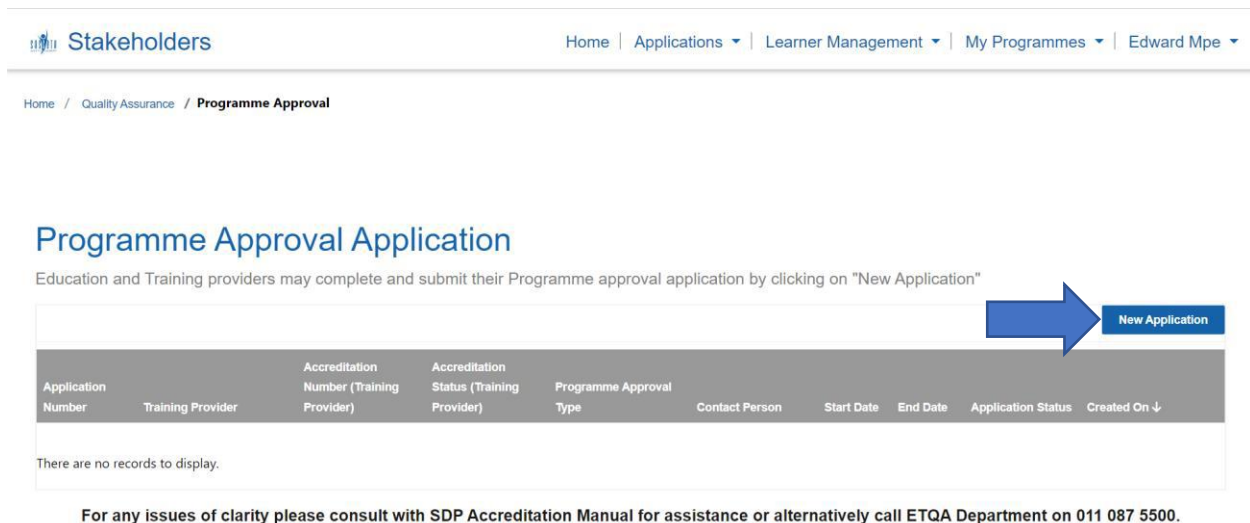 Stakeholders
Home | Applications | Learner Management | My Programmes | Edward Mpe
Home / Quality Assurance / Programme Approval
Programme Approval Application
Education and Training providers may complete and submit their Programme approval application by clicking on "New Application"
New Application
Application Number
Training Provider
Accreditation Number (Training Provider)
Accreditation Status (Training Provider)
Programme Approval Type
Contact Person
Start Date
End Date
Application Status
Created On ↓
There are no records to display.
For any issues of clarity please consult with SDP Accreditation Manual for assistance or alternatively call ETQA Department on 011 087 5500.